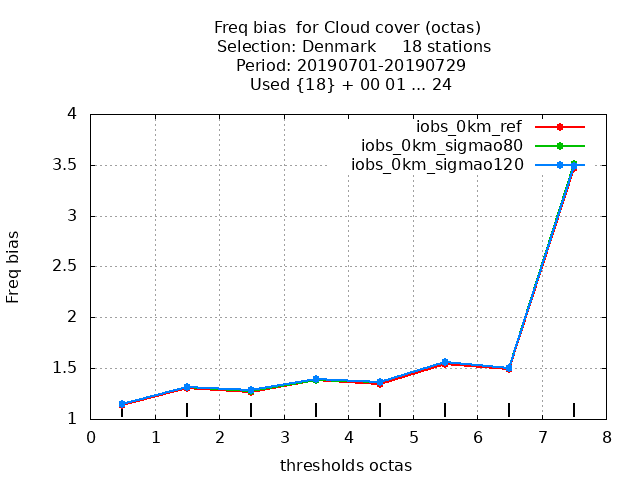 Freq bias  for Cloud cover (octas)
Selection: Denmark     18 stations
Period: 20190701-20190729
Used {18} + 00 01 ... 24
iobs_0km_ref
iobs_0km_sigmao80
iobs_0km_sigmao120
4
3.5
3
2.5
2
1.5
1
Freq bias
0 1 2 3 4 5 6 7 8
thresholds octas